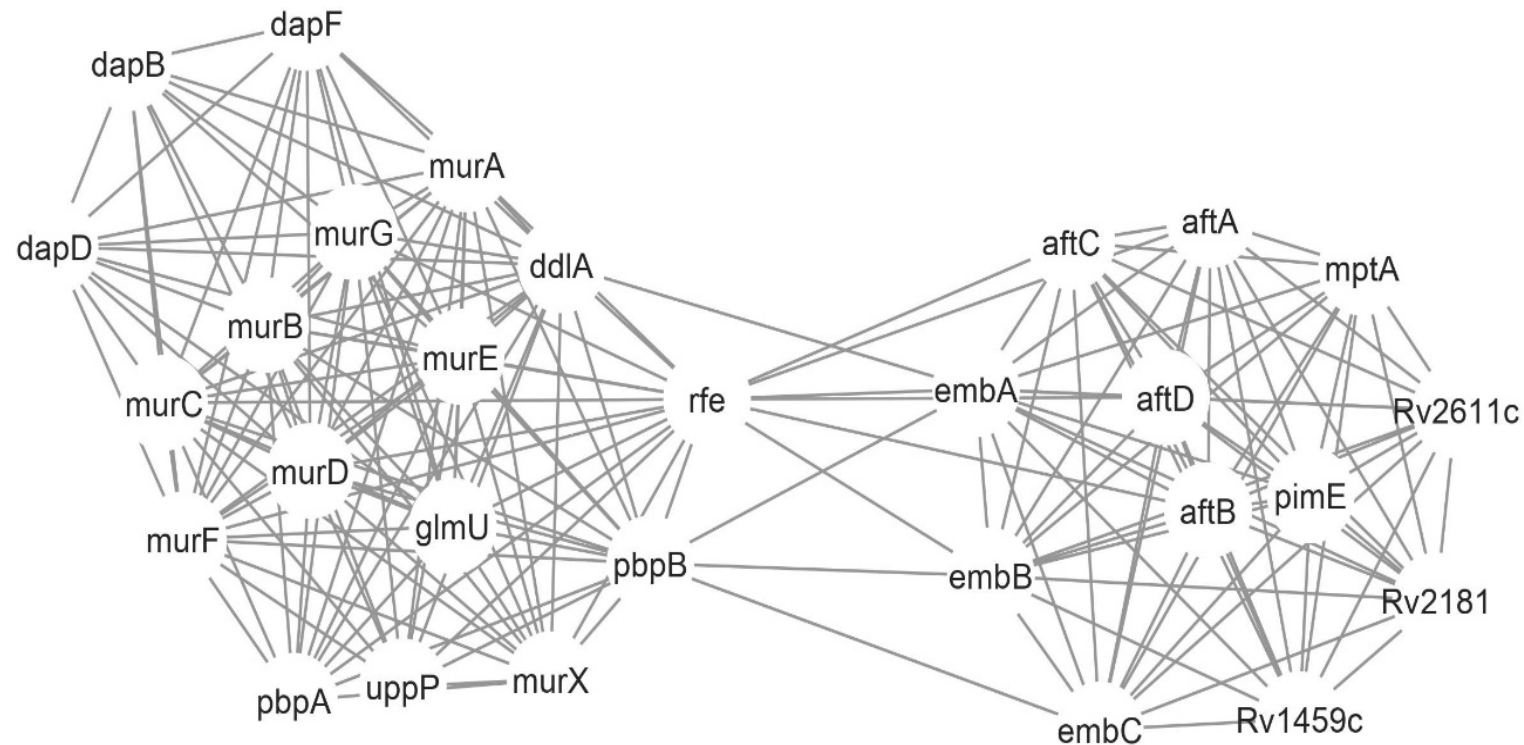 dapF
dapB
murA
murG
dapD
ddlA
murB
murE
murC
rfe
murD
glmU
murF
pbpB
pbpA
uppP
murX
aftA
aftC
mptA
embA
aftD
Rv2611c
pimE
aftB
embB
Rv2181
embC
Rv1459c